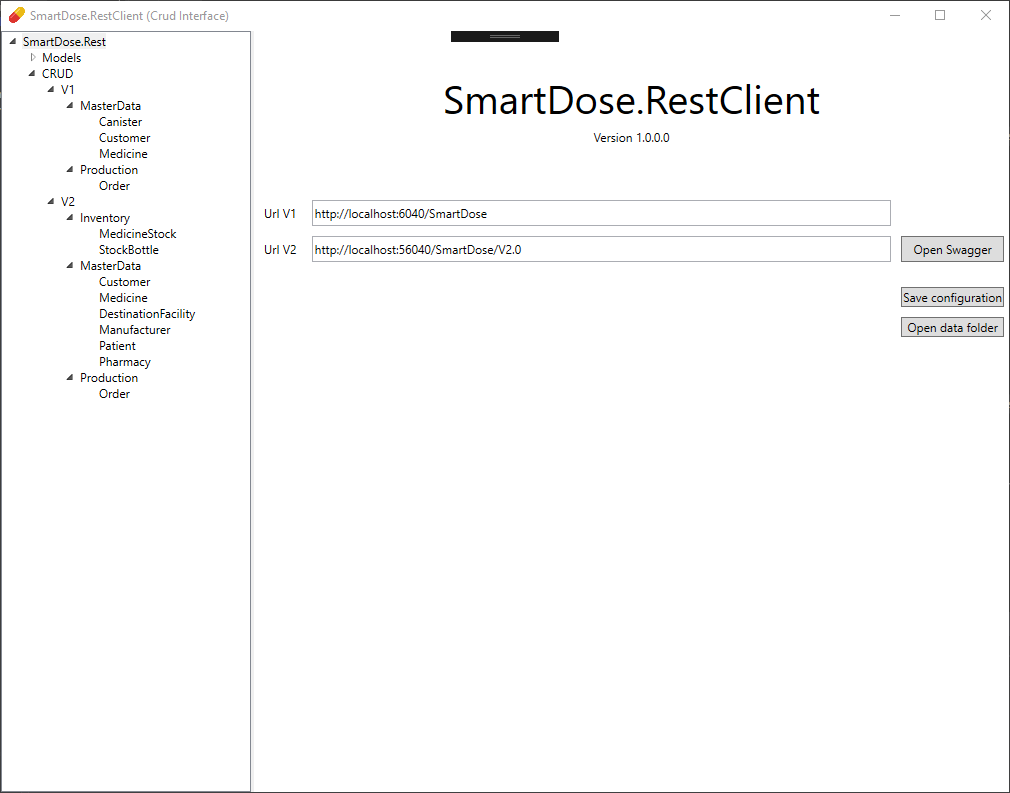 SmartDose.RestClient (Crud Interface)
SmartDose.Rest
Models
CRUD
V1
MasterData
Canister
Customer
Medicine
Production
Order
V2
Inventory
MedicineStock
StockBottle
MasterData
Customer
Medicine
DestinationFacility
Manufacturer
Patient
Pharmacy
Production
Order
SmartDose.RestClient
Version 1.0.0.0
Url V1 http://localhost:6040/SmartDose
Url V2 http://localhost:56040/SmartDose/V2.0 Open Swagger
Save configuration
Open data folder